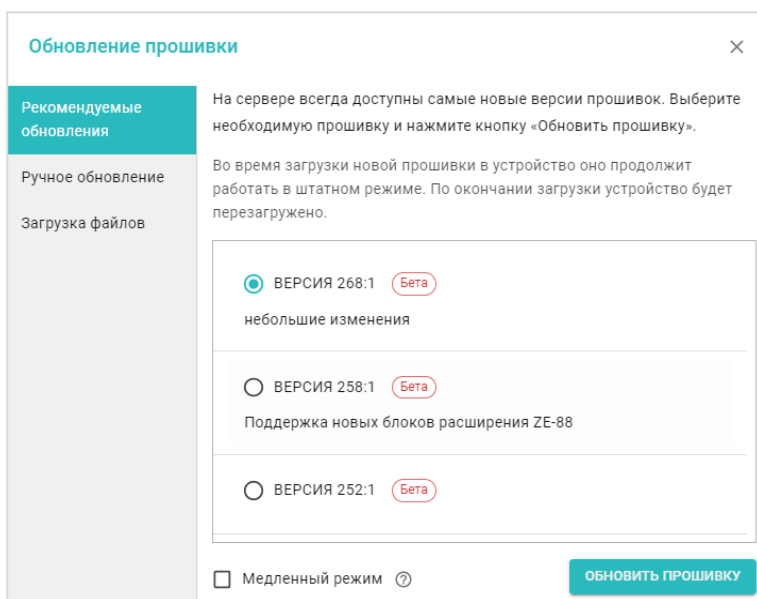 Обновление прошивки
Рекомендуемые
обновления
Ручное обновление
Загрузка файлов
На сервере всегда доступны самые новые версии прошивок. Выберите
необходимую прошивку и нажмите кнопку «Обновить прошивку».
Во время загрузки новой прошивки в устройство оно продолжит
работать в штатном режиме. По окончании загрузки устройство будет
перезагружено.
ВЕРСИЯ 268:1 Бета
небольшие изменения
ВЕРСИЯ 258:1 Бета
Поддержка новых блоков расширения ZE-88
ВЕРСИЯ 252:1 Бета
Медленный режим ?
ОБНОВИТЬ ПРОШИВКУ